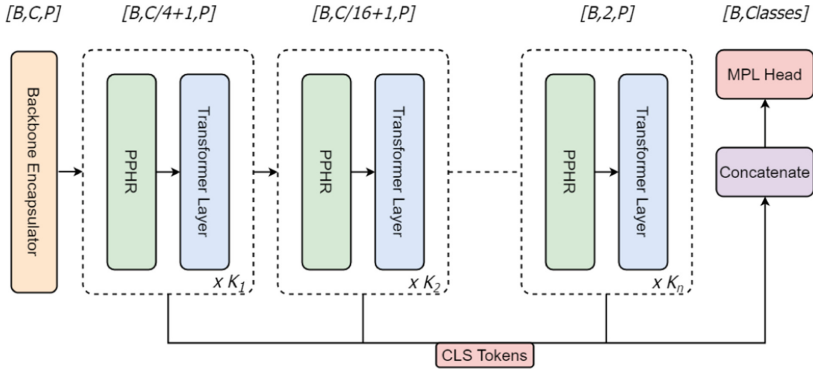 [B,C,P]
[B,C/4+1,P]
[B,C/16+1,P]
[B,2,P]
[B,Classes]
Backbone Encapsulator
PPHR
Transformer Layer
x K1
PPHR
Transformer Layer
x K2
PPHR
Transformer Layer
x Kn
MPL Head
Concatenate
CLS Tokens